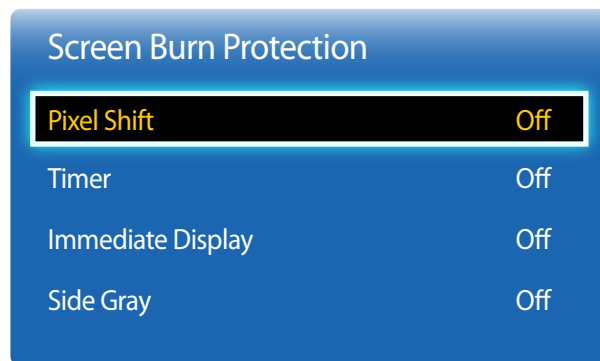 Screen Burn Protection
Pixel Shift Off
Timer Off
Immediate Display Off
Side Gray Off